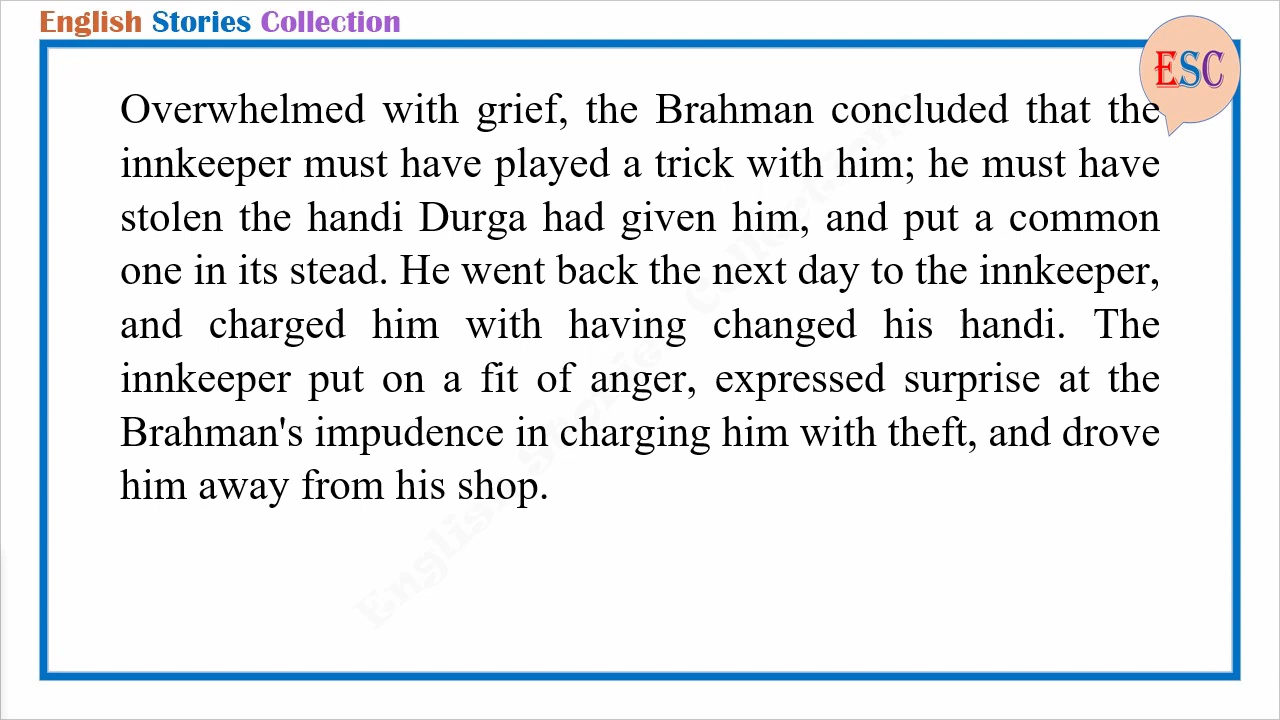 English Stories Collection
ESC
Overwhelmed with grief, the Brahman concluded that the
innkeeper must have played a trick with him; he must have
stolen the handi Durga had given him, and put a common
one in its stead. He went back the next day to the innkeeper,
and charged him with having changed his handi. The
innkeeper put on a fit of anger, expressed surprise at the
Brahman's impudence in charging him with theft, and drove
him away from his shop.
English Stories Collection